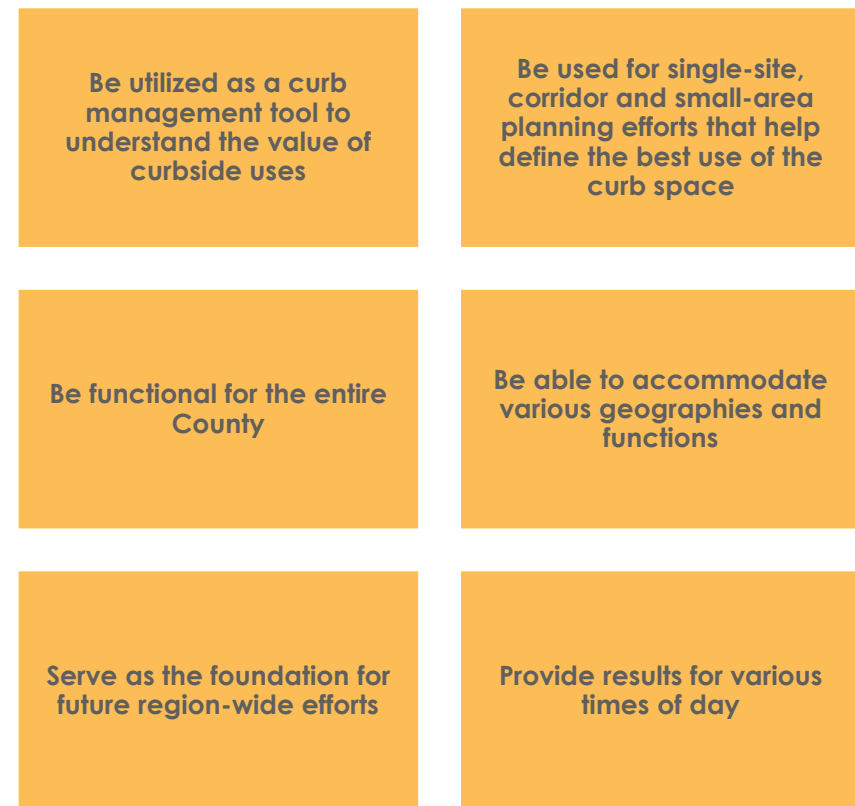 Be utilized as a curb
management tool to
understand the value of
curbside uses
Be used for single-site,
corridor and small-area
planning efforts that help
define the best use of the
curb space
Be functional for the entire
County
Be able to accommodate
various geographies and
functions
Serve as the foundation for
future region-wide efforts
Provide results for various
times of day